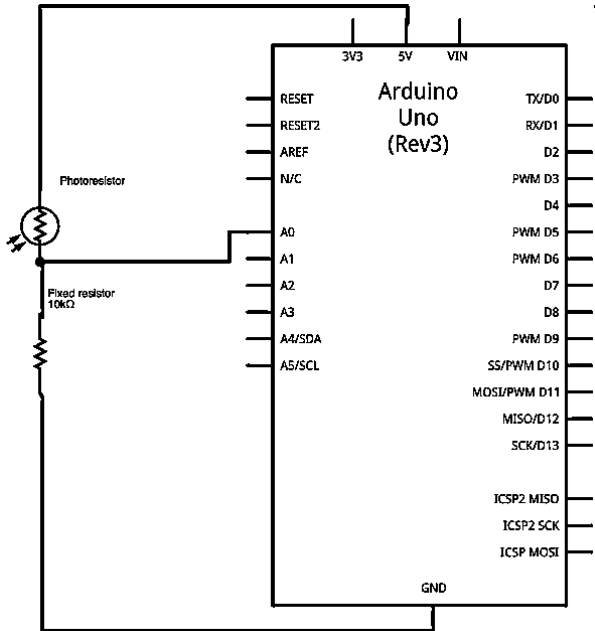 3V3
5V
VIN
Arduino
Uno
(Rev3)
RESET
RESET2
AREF
N/C
A0
A1
A2
A3
A4/SDA
A5/SCL
TX/D0
RX/D1
D2
PWM D3
D4
PWM D5
PWM D6
D7
D8
PWM D9
SS/PWM D10
MOSI/PWM D11
MISO/D12
SCK/D13
ICSP2 MISO
ICSP2 SCK
ICSP MOSI
GND
Photoresistor
Fixed resistor
10kΩ